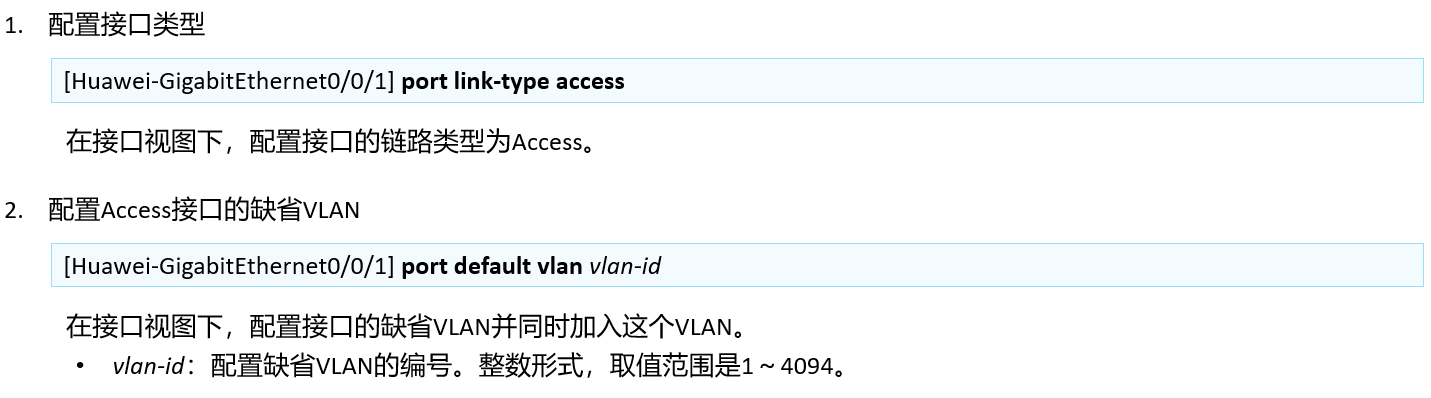 1. 配置接口类型
[Huawei-GigabitEthernet0/0/1] port link-type access
在接口视图下，配置接口的链路类型为Access。
2. 配置Access接口的缺省VLAN
[Huawei-GigabitEthernet0/0/1] port default vlan vlan-id
在接口视图下，配置接口的缺省VLAN并同时加入这个VLAN。
• vlan-id：配置缺省VLAN的编号。整数形式，取值范围是1～4094。